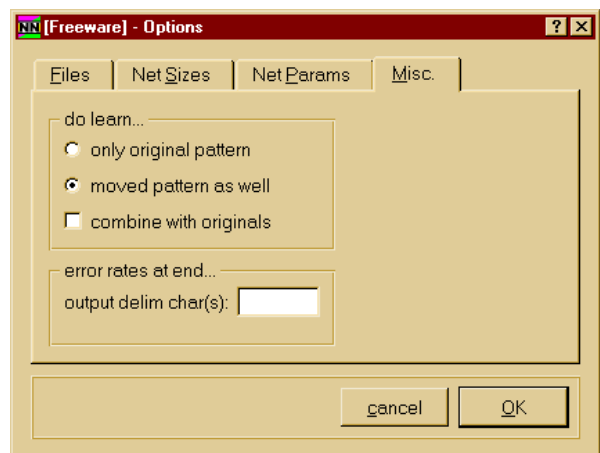 NN [Freeware] - Options ? ×
Files Net Sizes Net Params Misc.
do learn...
only original pattern
moved pattern as well
combine with originals
error rates at end...
output delim char(s):
cancel OK